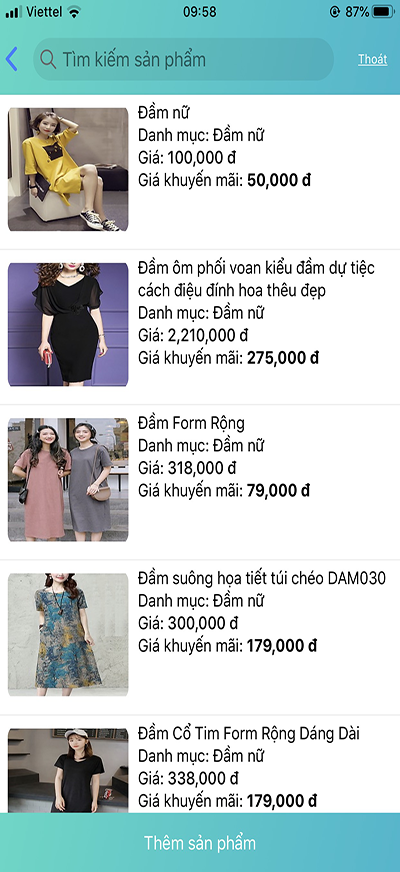 Viettel 09:58 87%
Tìm kiếm sản phẩm
Thoát
Đầm nữ
Danh mục: Đầm nữ
Giá: 100,000 đ
Giá khuyến mãi: 50,000 đ
Đầm ôm phối voan kiểu đầm dự tiệc
cách điệu đính hoa thêu đẹp
Danh mục: Đầm nữ
Giá: 2,210,000 đ
Giá khuyến mãi: 275,000 đ
Đầm Form Rộng
Danh mục: Đầm nữ
Giá: 318,000 đ
Giá khuyến mãi: 79,000 đ
Đầm suông họa tiết túi chéo DAM030
Danh mục: Đầm nữ
Giá: 300,000 đ
Giá khuyến mãi: 179,000 đ
Đầm Cổ Tim Form Rộng Dáng Dài
Danh mục: Đầm nữ
Giá: 338,000 đ
Giá khuyến mãi: 179,000 đ
Thêm sản phẩm